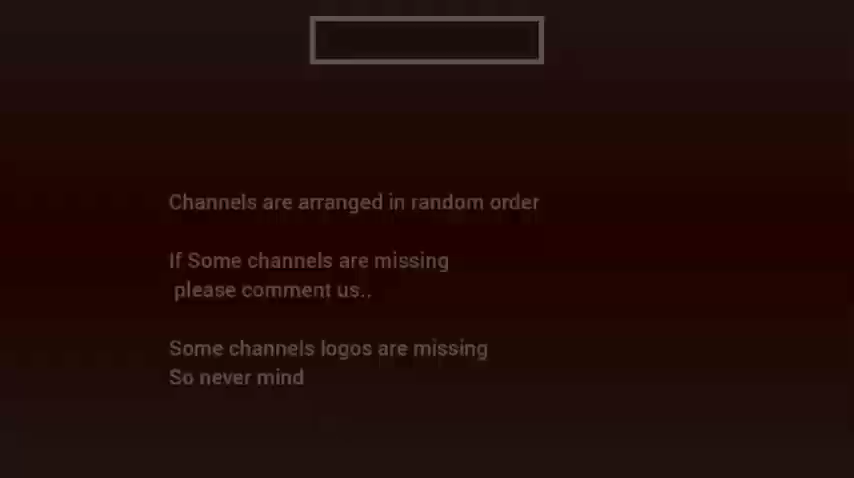 Channels are arranged in random order
If Some channels are missing
please comment us..
Some channels logos are missing
So never mind